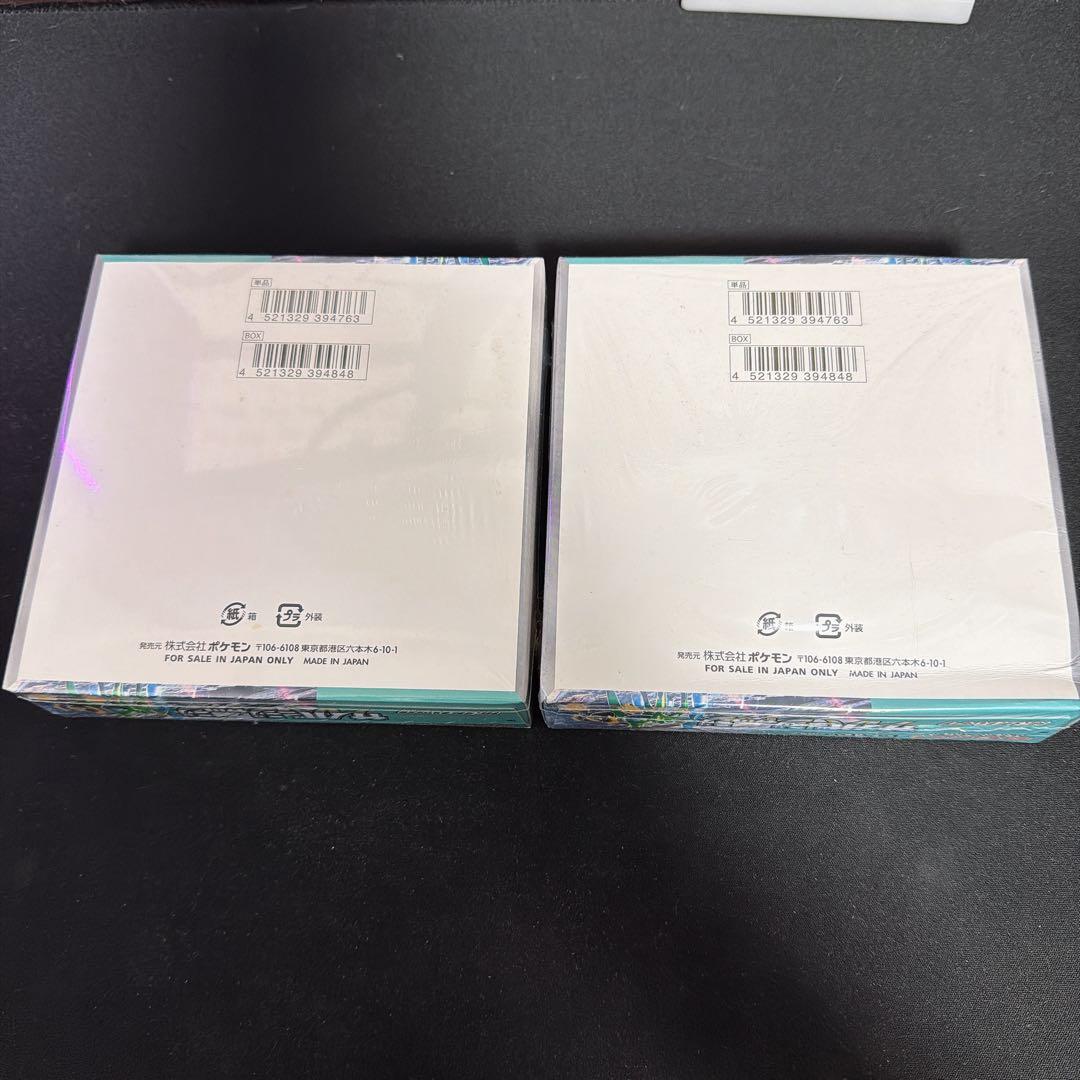 単品
4 521329 394763
BOX
4 521329 394848
紙 箱 プラ 外装
発売元 株式会社ポケモン 〒106-6108 東京都港区六本木6-10-1
FOR SALE IN JAPAN ONLY MADE IN JAPAN
単品
4 521329 394763
BOX
4 521329 394848
紙 プラ 外装
発売元 株式会社ポケモン 〒106-6108 東京都港区六本木6-10-1
FOR SALE IN JAPAN ONLY MADE IN JAPAN